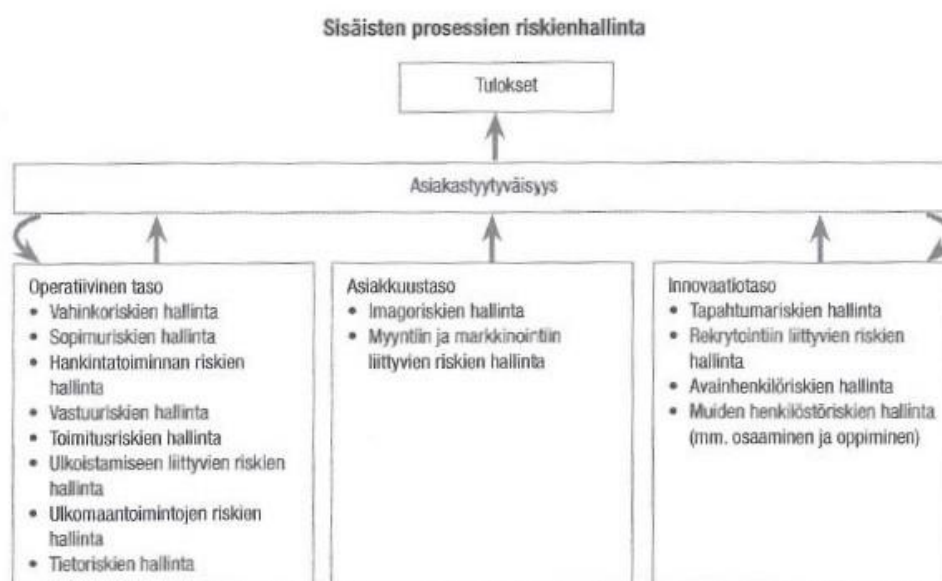 Sisäisten prosessien riskienhallinta
Tulokset
Asiakastyytyväisyys
Operatiivinen taso
• Vahinkoriskien hallinta
• Sopimuriskien hallinta
• Hankintatoiminnan riskien
hallinta
• Vastuuriskien hallinta
• Toimitusriskien hallinta
• Ulkoistamiseen liittyvien riskien
hallinta
• Ulkomaantoimintojen riskien
hallinta
• Tietoriskien hallinta
Asiakkuustaso
• Imagoriskien hallinta
• Myyntiin ja markkinointiin
liittyvien riskien hallinta
Innovaatiotaso
• Tapahtumariskien hallinta
• Rekrytointiin liittyvien riskien
hallinta
• Avainhenkilöriskien hallinta
• Muiden henkilöstöriskien hallinta
(mm. osaaminen ja oppiminen)